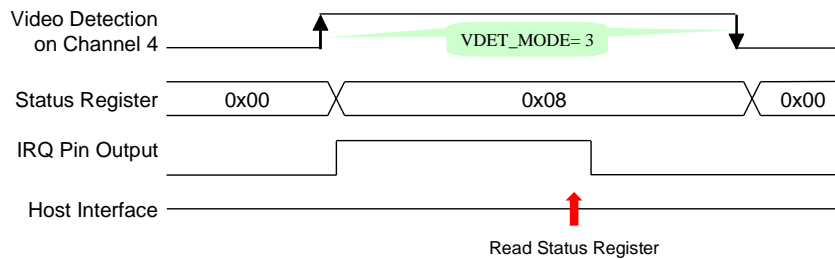 Video Detection
on Channel 4
VDET_MODE= 3
Status Register
0x00
0x08
0x00
IRQ Pin Output
Host Interface
Read Status Register